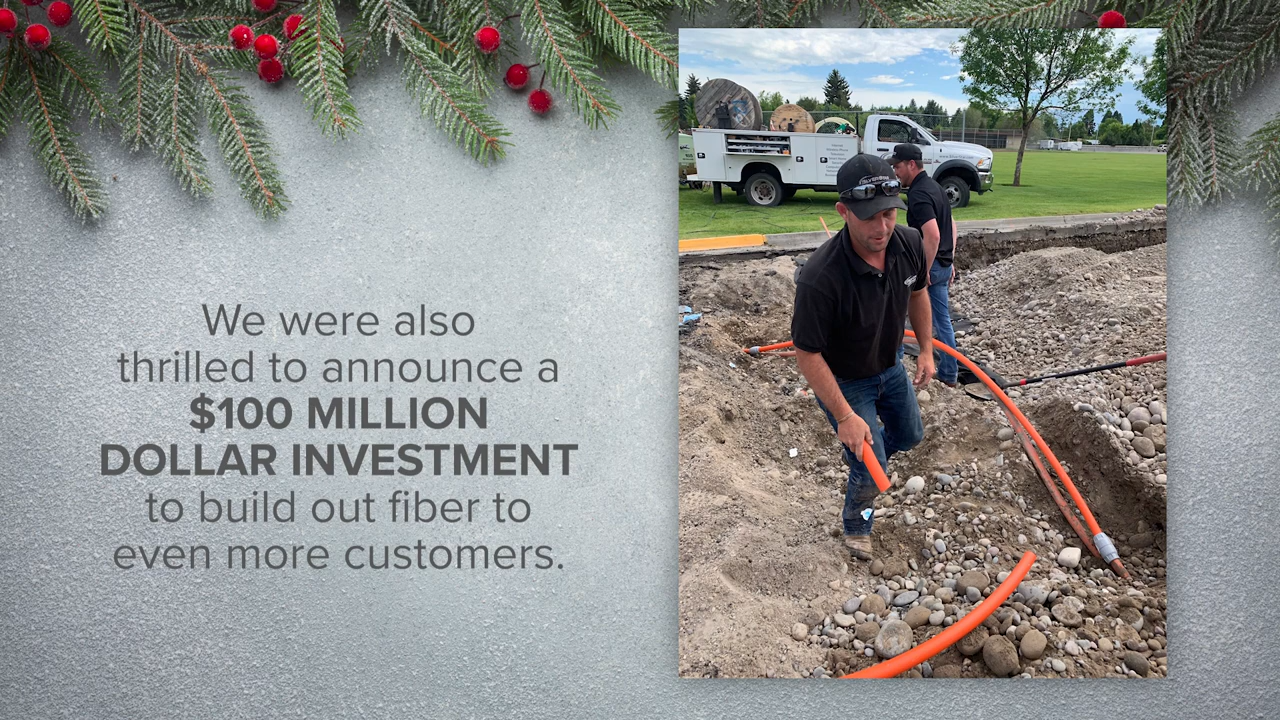 We were also
thrilled to announce a
$100 MILLION
DOLLAR INVESTMENT
to build out fiber to
even more customers.